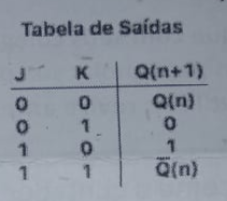 Tabela de Saídas
J K Q(n+1)
0 0 Q(n)
0 1 0
1 0 1
1 1 Q̅(n)